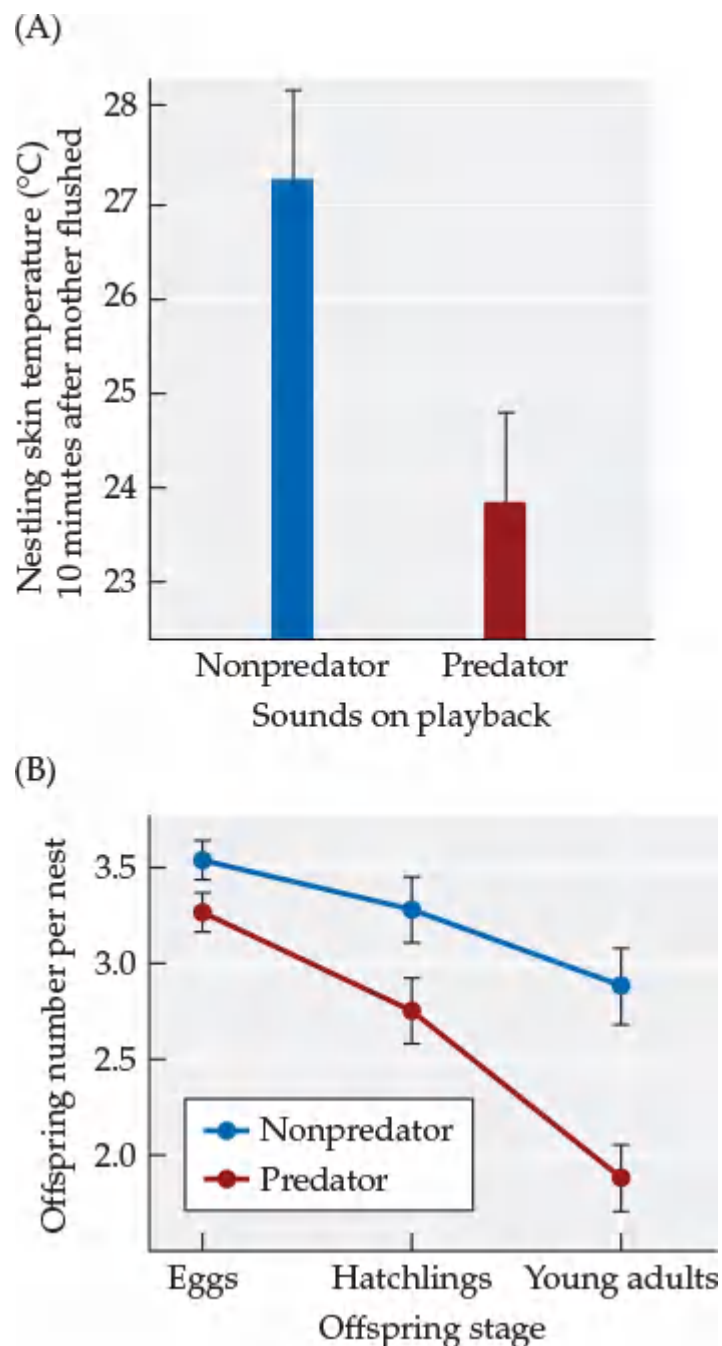 (A)
Nestling skin temperature (°C)
10 minutes after mother flushed
28
27
26
25
24
23
Nonpredator
Predator
Sounds on playback
(B)
Offspring number per nest
3.5
3.0
2.5
2.0
Nonpredator
Predator
Eggs
Hatchlings
Young adults
Offspring stage